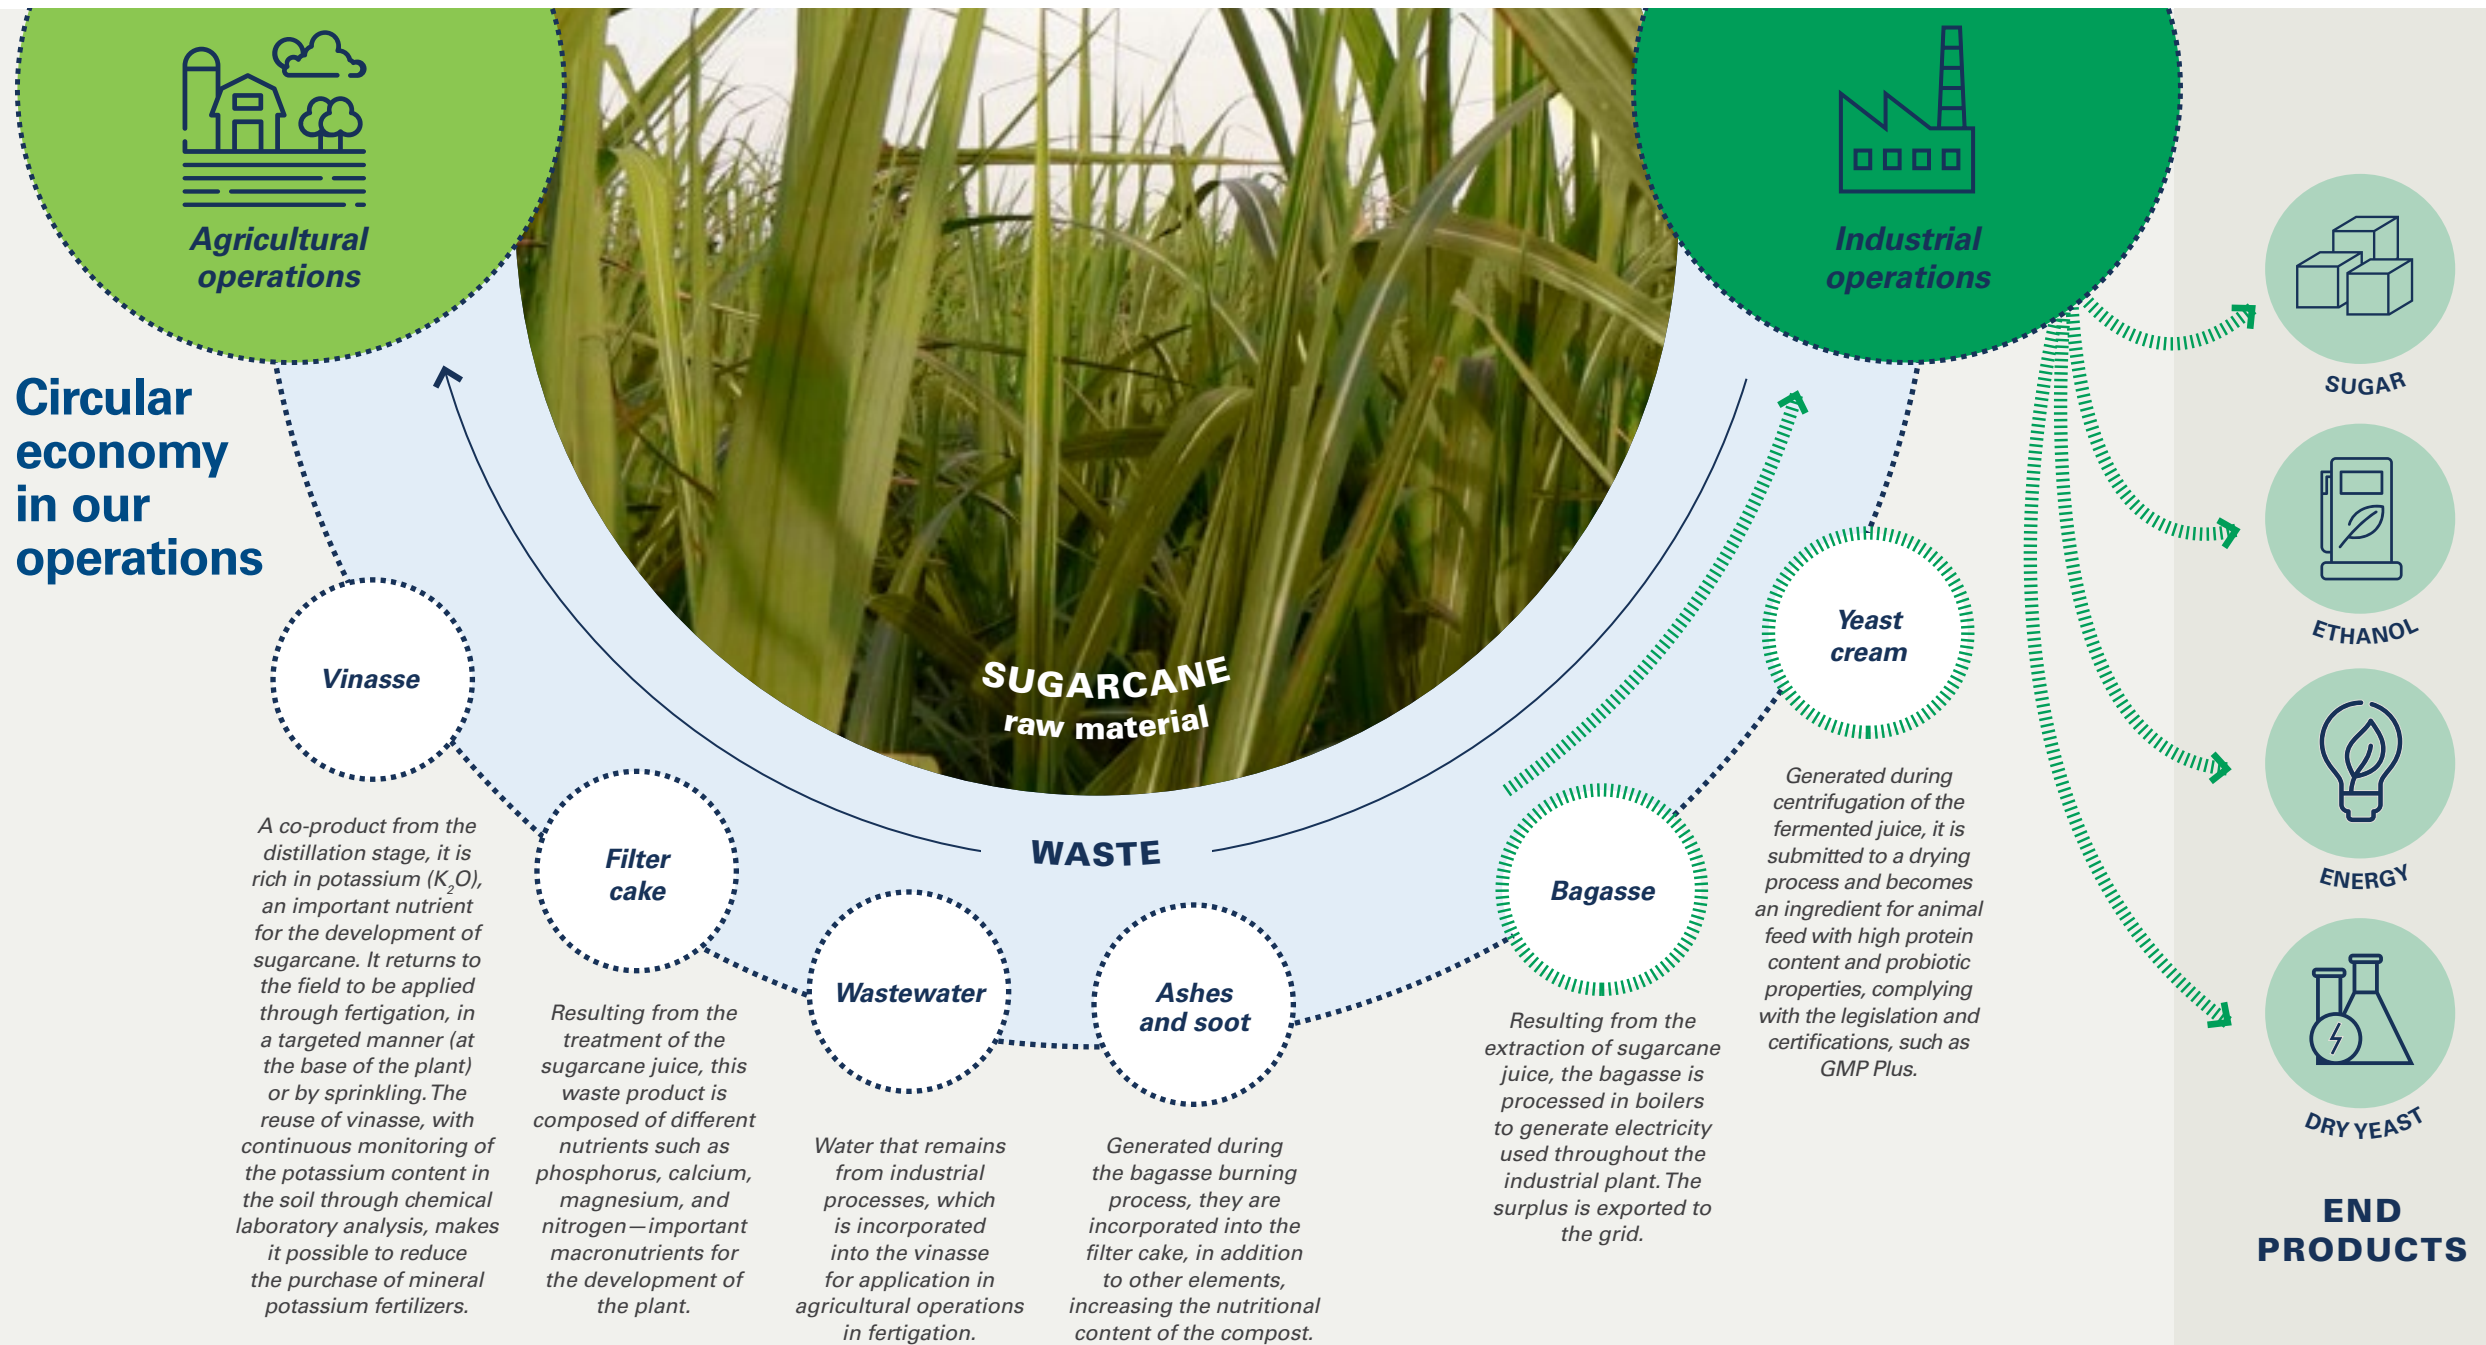 Agricultural
operations
Industrial
operations
Circular
economy
in our
operations
SUGARCANE
raw material
WASTE
Vinasse
A co-product from the
distillation stage, it is
rich in potassium (K₂O),
an important nutrient
for the development of
sugarcane. It returns to
the field to be applied
through fertigation, in
a targeted manner (at
the base of the plant)
or by sprinkling. The
reuse of vinasse, with
continuous monitoring of
the potassium content in
the soil through chemical
laboratory analysis, makes
it possible to reduce
the purchase of mineral
potassium fertilizers.
Filter
cake
Resulting from the
treatment of the
sugarcane juice, this
waste product is
composed of different
nutrients such as
phosphorus, calcium,
magnesium, and
nitrogen—important
macronutrients for
the development of
the plant.
Wastewater
Water that remains
from industrial
processes, which
is incorporated
into the vinasse
for application in
agricultural operations
in fertigation.
Ashes
and soot
Generated during
the bagasse burning
process, they are
incorporated into the
filter cake, in addition
to other elements,
increasing the nutritional
content of the compost.
Bagasse
Resulting from the
extraction of sugarcane
juice, the bagasse is
processed in boilers
to generate electricity
used throughout the
industrial plant. The
surplus is exported to
the grid.
Yeast
cream
Generated during
centrifugation of the
fermented juice, it is
submitted to a drying
process and becomes
an ingredient for animal
feed with high protein
content and probiotic
properties, complying
with the legislation and
certifications, such as
GMP Plus.
SUGAR
ETHANOL
ENERGY
DRY YEAST
END
PRODUCTS